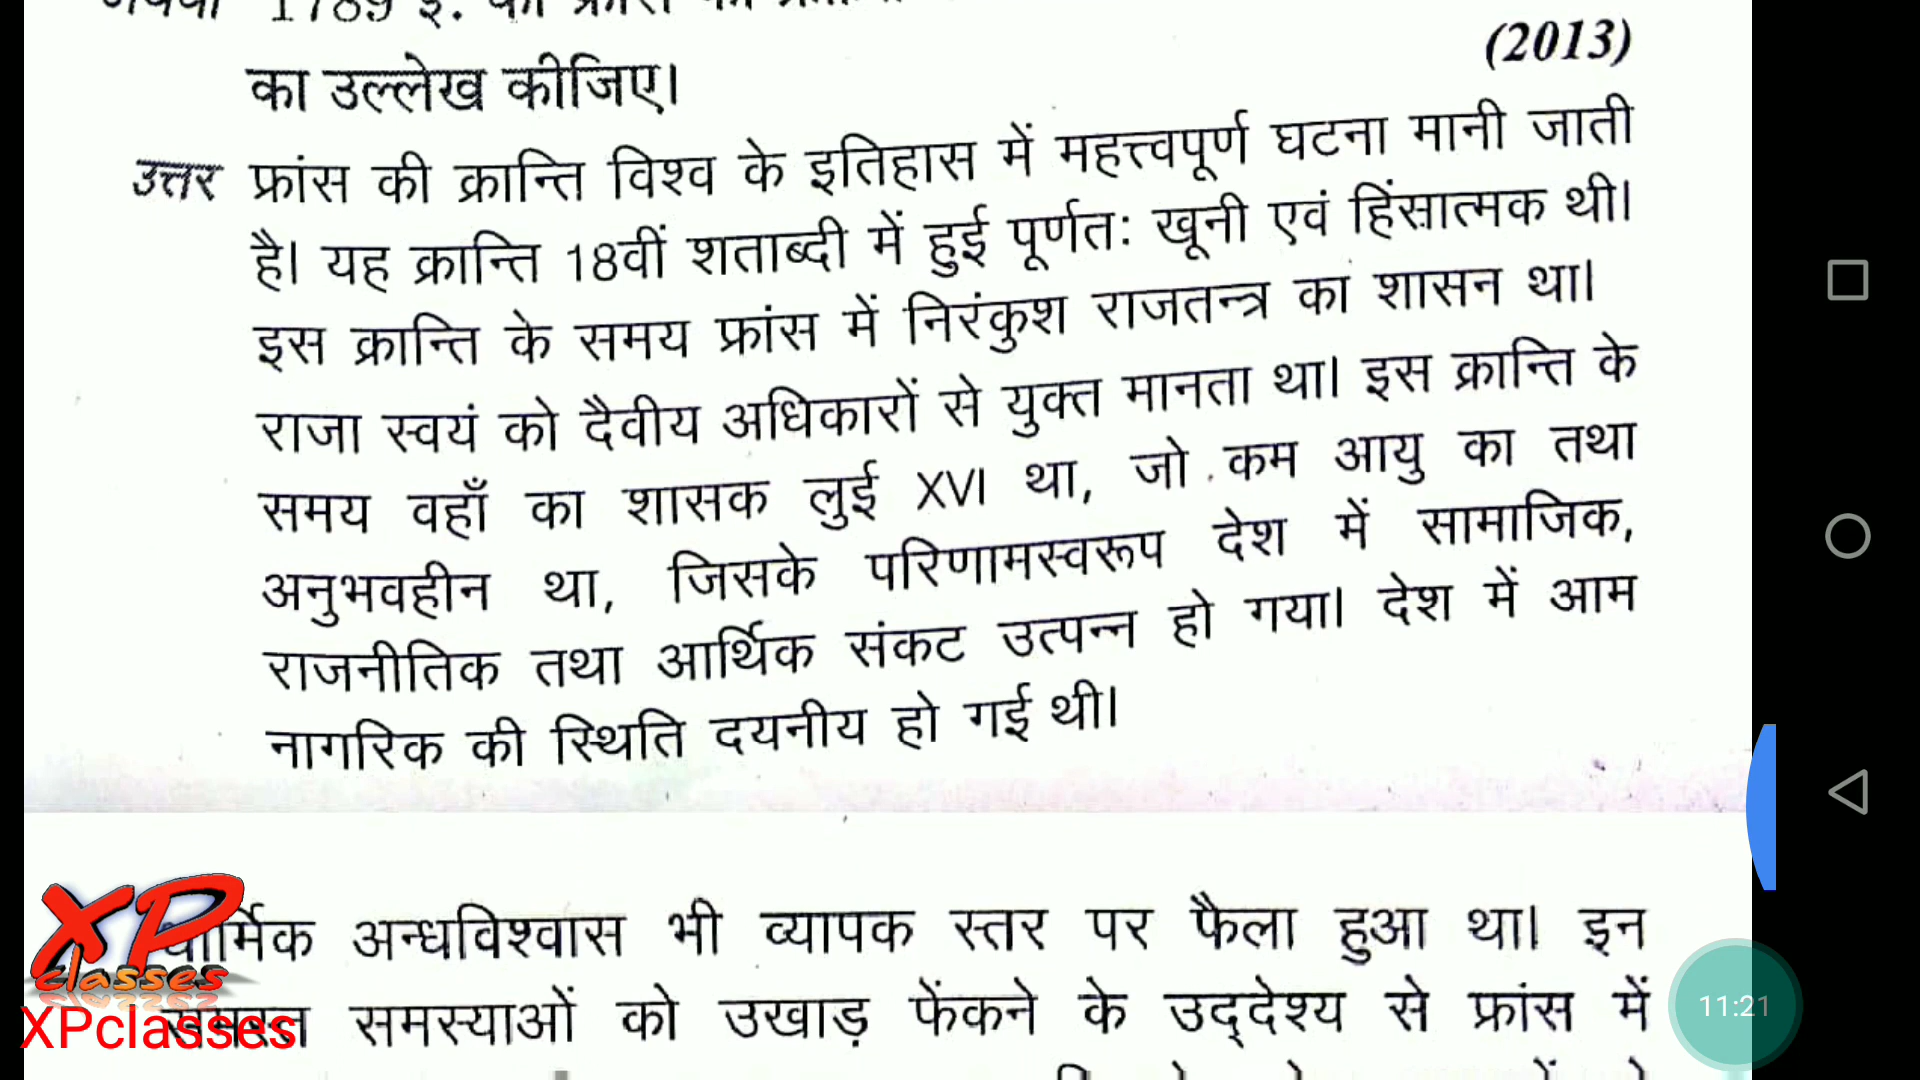 1789 ई. की फ्रांस
(2013)
का उल्लेख कीजिए।
उत्तर फ्रांस की क्रान्ति विश्व के इतिहास में महत्त्वपूर्ण घटना मानी जाती
है। यह क्रान्ति 18वीं शताब्दी में हुई पूर्णतः खूनी एवं हिंसात्मक थी।
इस क्रान्ति के समय फ्रांस में निरंकुश राजतन्त्र का शासन था।
राजा स्वयं को दैवीय अधिकारों से युक्त मानता था। इस क्रान्ति के
समय वहाँ का शासक लुई XVI था, जो कम आयु का तथा
अनुभवहीन था, जिसके परिणामस्वरूप देश में सामाजिक,
राजनीतिक तथा आर्थिक संकट उत्पन्न हो गया। देश में आम
नागरिक की स्थिति दयनीय हो गई थी।
धार्मिक अन्धविश्वास भी व्यापक स्तर पर फैला हुआ था। इन
समस्याओं को उखाड़ फेंकने के उद्देश्य से फ्रांस में
XP
classes
XPclasses
11:21